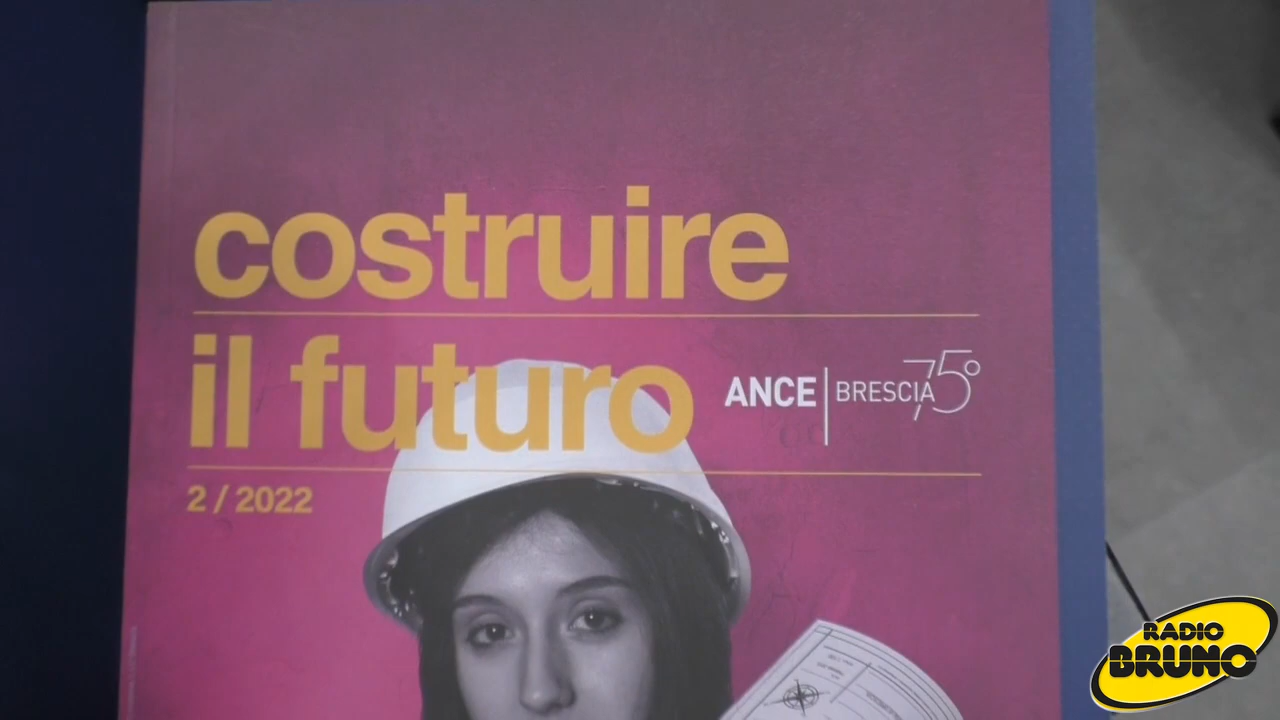 costruire
il futuro
ANCE | BRESCIA 75°
2 / 2022
RADIO
BRUNO